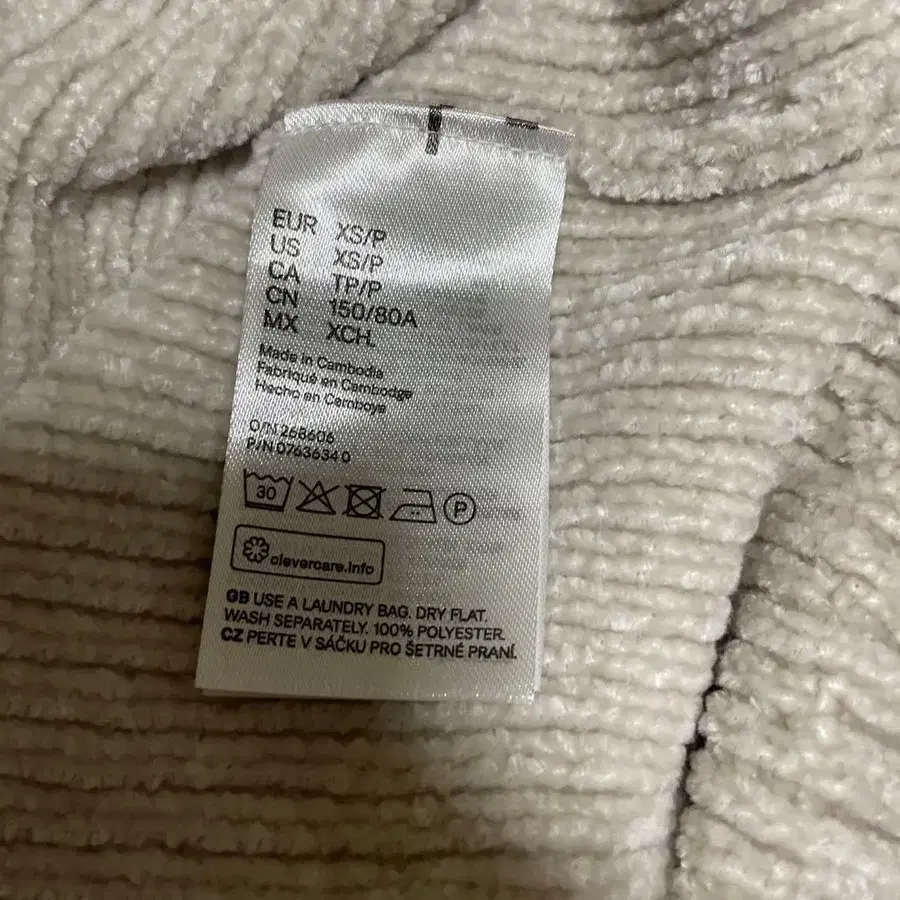 EUR XS/P
US XS/P
CA TP/P
CN 150/80A
MX XCH.
Made in Cambodia
Fabriqué en Cambodge
Hecho en Camboya
O/N 268606
P/N 0763634 0
30
P
clevercare.info
GB USE A LAUNDRY BAG. DRY FLAT.
WASH SEPARATELY. 100% POLYESTER.
CZ PERTE V SÁČKU PRO ŠETRNÉ PRANÍ.